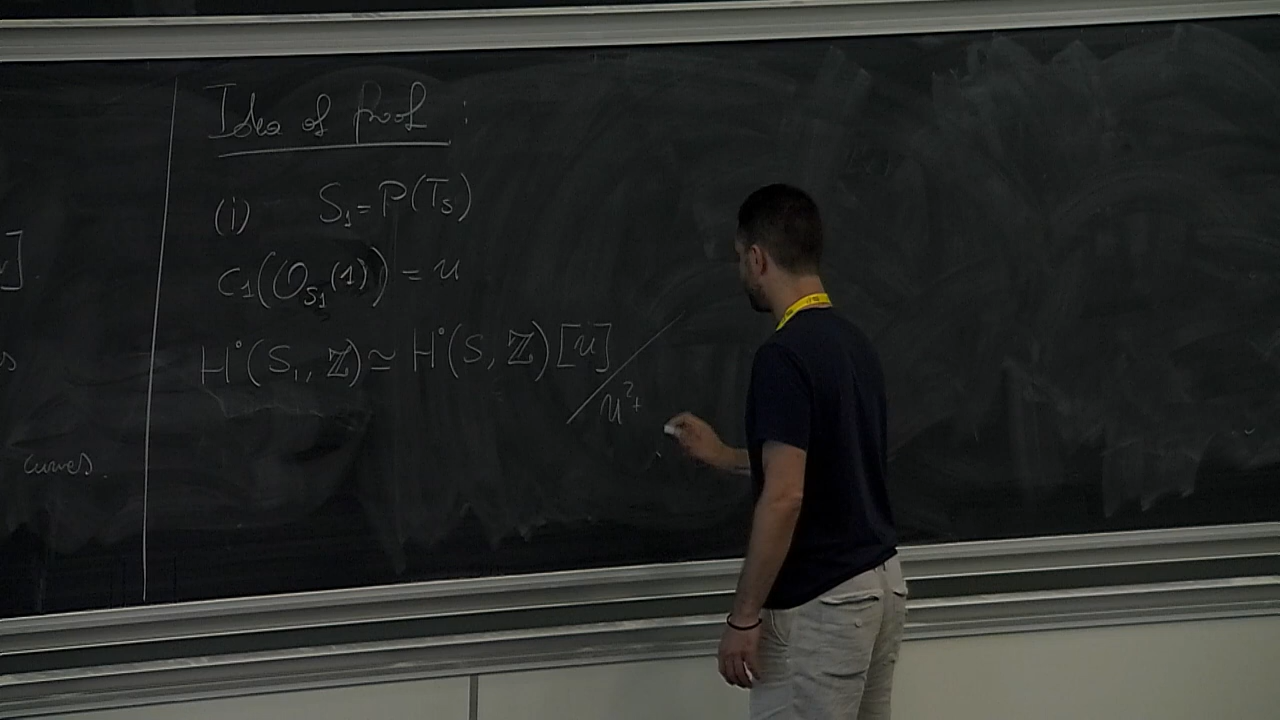 Idea of proof :
(i) S₁ = P(T_S)
c₁(O_{S₁}(1)) = u
H•(S₁, ℤ) ≃ H•(S, ℤ)[u] / u² +
]
s
curves.